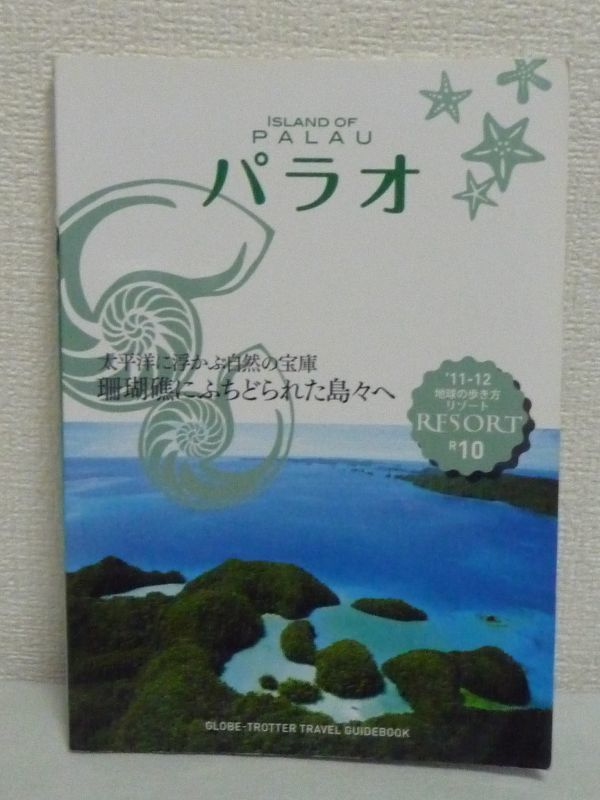 ISLAND OF
PALAU
パラオ
太平洋に浮かぶ自然の宝庫
珊瑚礁にふちどられた島々へ
'11-12
地球の歩き方
リゾート
RESORT
R10
GLOBE-TROTTER TRAVEL GUIDEBOOK